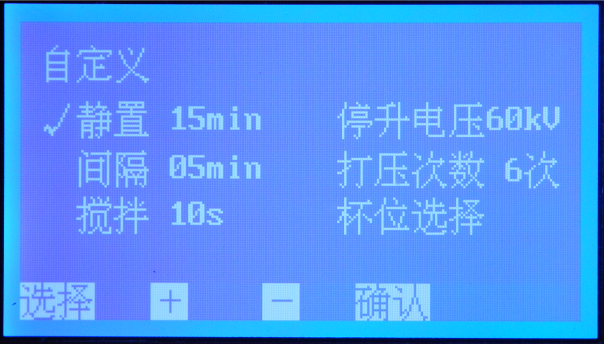 自定义
✓静置 15min 停升电压60kV
间隔 05min 打压次数 6次
搅拌 10s 杯位选择
选择 + - 确认